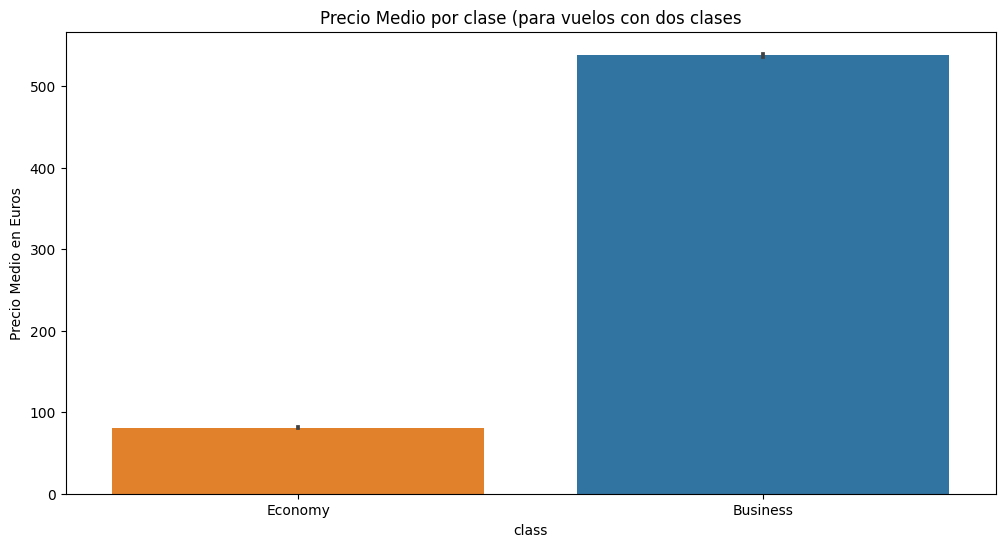 Precio Medio por clase (para vuelos con dos clases
Precio Medio en Euros
500
400
300
200
100
0
Economy
Business
class